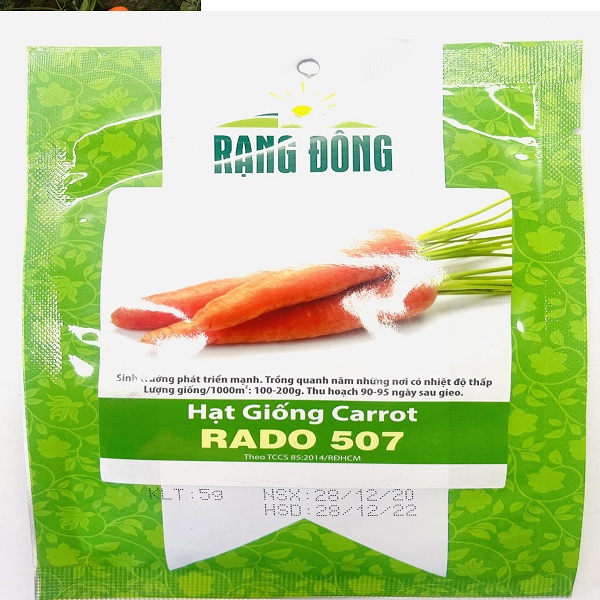 RẠNG ĐÔNG
Sinh trưởng phát triển mạnh. Trồng quanh năm những nơi có nhiệt độ thấp
Lượng giống/1000m²: 100-200g. Thu hoạch 90-95 ngày sau gieo.
Hạt Giống Carrot
RADO 507
Theo TCCS 85:2014/RĐHCM
KLT:5g NSX:28/12/20
HSD:28/12/22